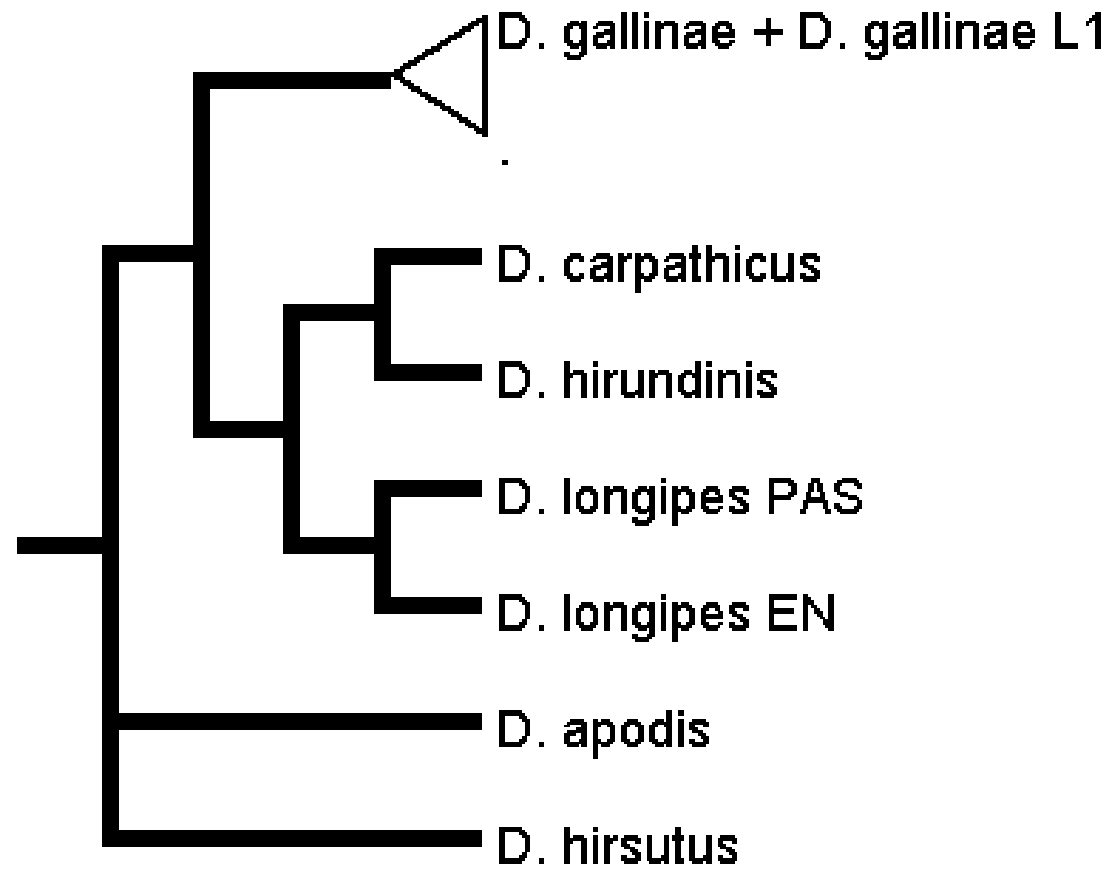 D. gallinae + D. gallinae L1
.
D. carpathicus
D. hirundinis
D. longipes PAS
D. longipes EN
D. apodis
D. hirsutus